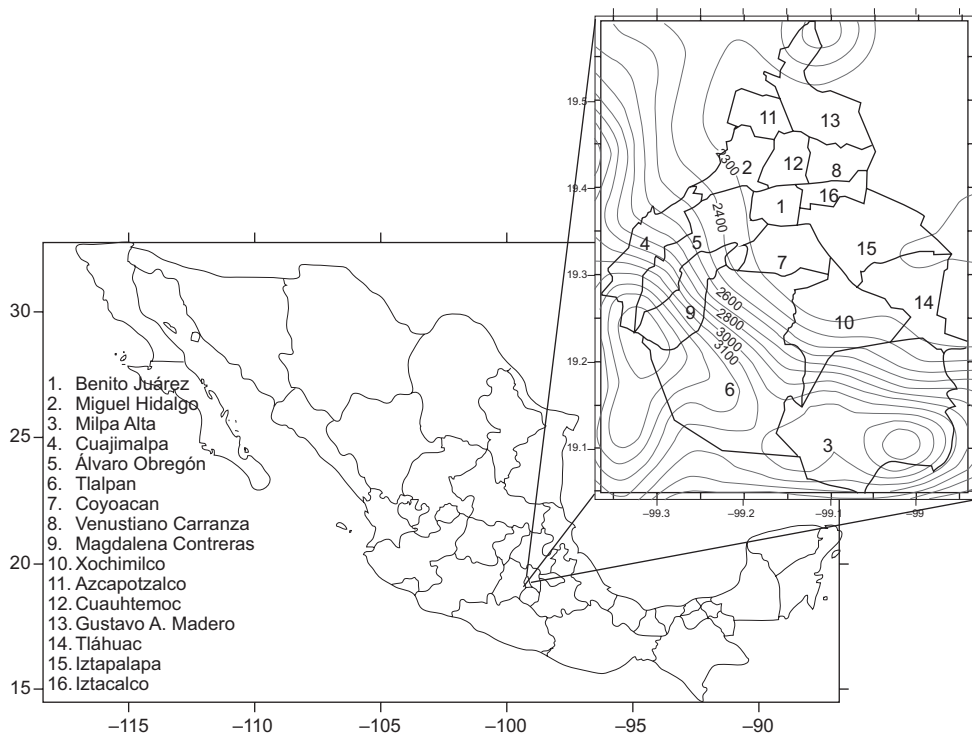 19.5
19.4
19.3
19.2
19.1
–99.3
–99.2
–99.1
–99
11
13
2
12
8
16
1
4
5
15
7
14
9
10
6
3
2300
2400
2600
2800
3000
3100
30
25
20
15
–115
–110
–105
–100
–95
–90
1. Benito Juárez
2. Miguel Hidalgo
3. Milpa Alta
4. Cuajimalpa
5. Álvaro Obregón
6. Tlalpan
7. Coyoacan
8. Venustiano Carranza
9. Magdalena Contreras
10. Xochimilco
11. Azcapotzalco
12. Cuauhtemoc
13. Gustavo A. Madero
14. Tláhuac
15. Iztapalapa
16. Iztacalco